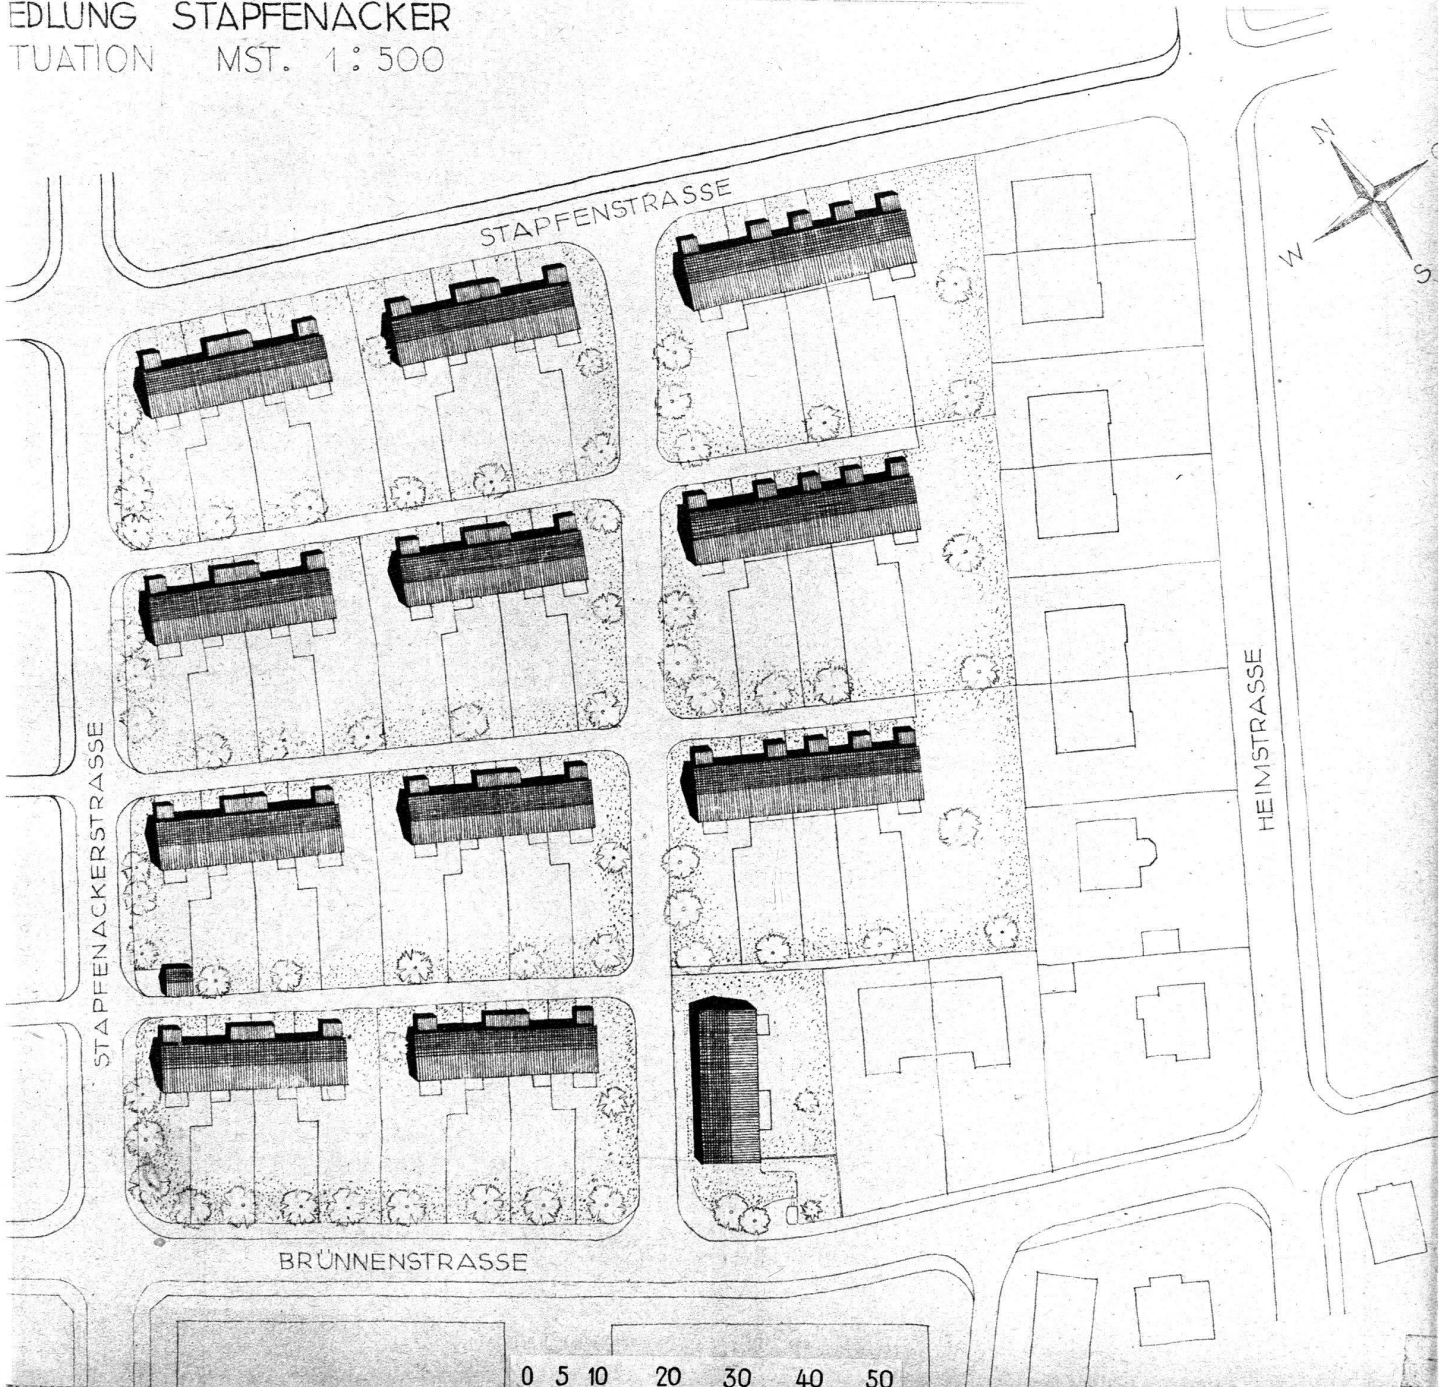 EDLUNG STAPFENACKER
TUATION MST. 1:500
N
W
S
STAPFENSTRASSE
STAPFENACKERSTRASSE
HEIMSTRASSE
BRÜNNENSTRASSE
0 5 10 20 30 40 50